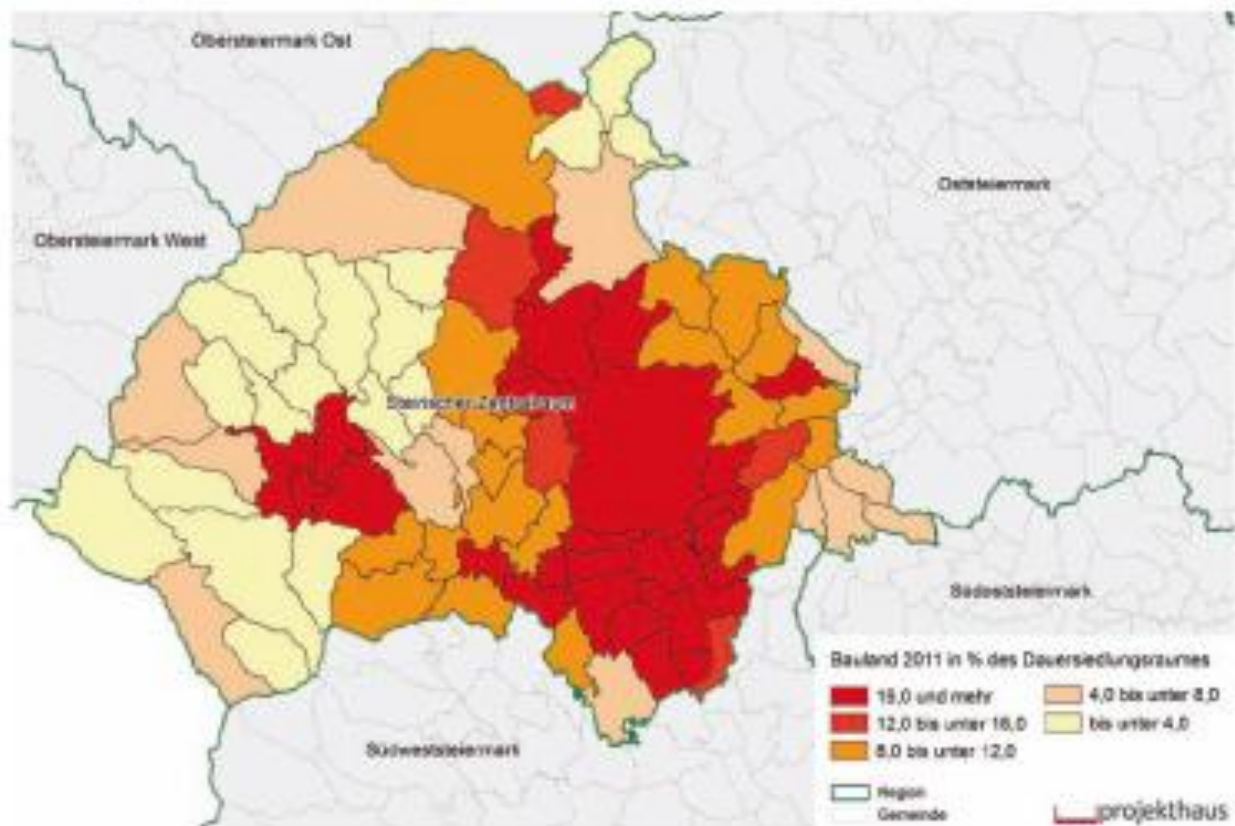 Obersteiermark Ost
Oststeiermark
Obersteiermark West
Steirischer Zentralraum
Südoststeiermark
Südweststeiermark
Bauland 2011 in % des Dauersiedlungsraumes
16,0 und mehr
12,0 bis unter 16,0
8,0 bis unter 12,0
4,0 bis unter 8,0
bis unter 4,0
Region
Gemeinde
projekthaus